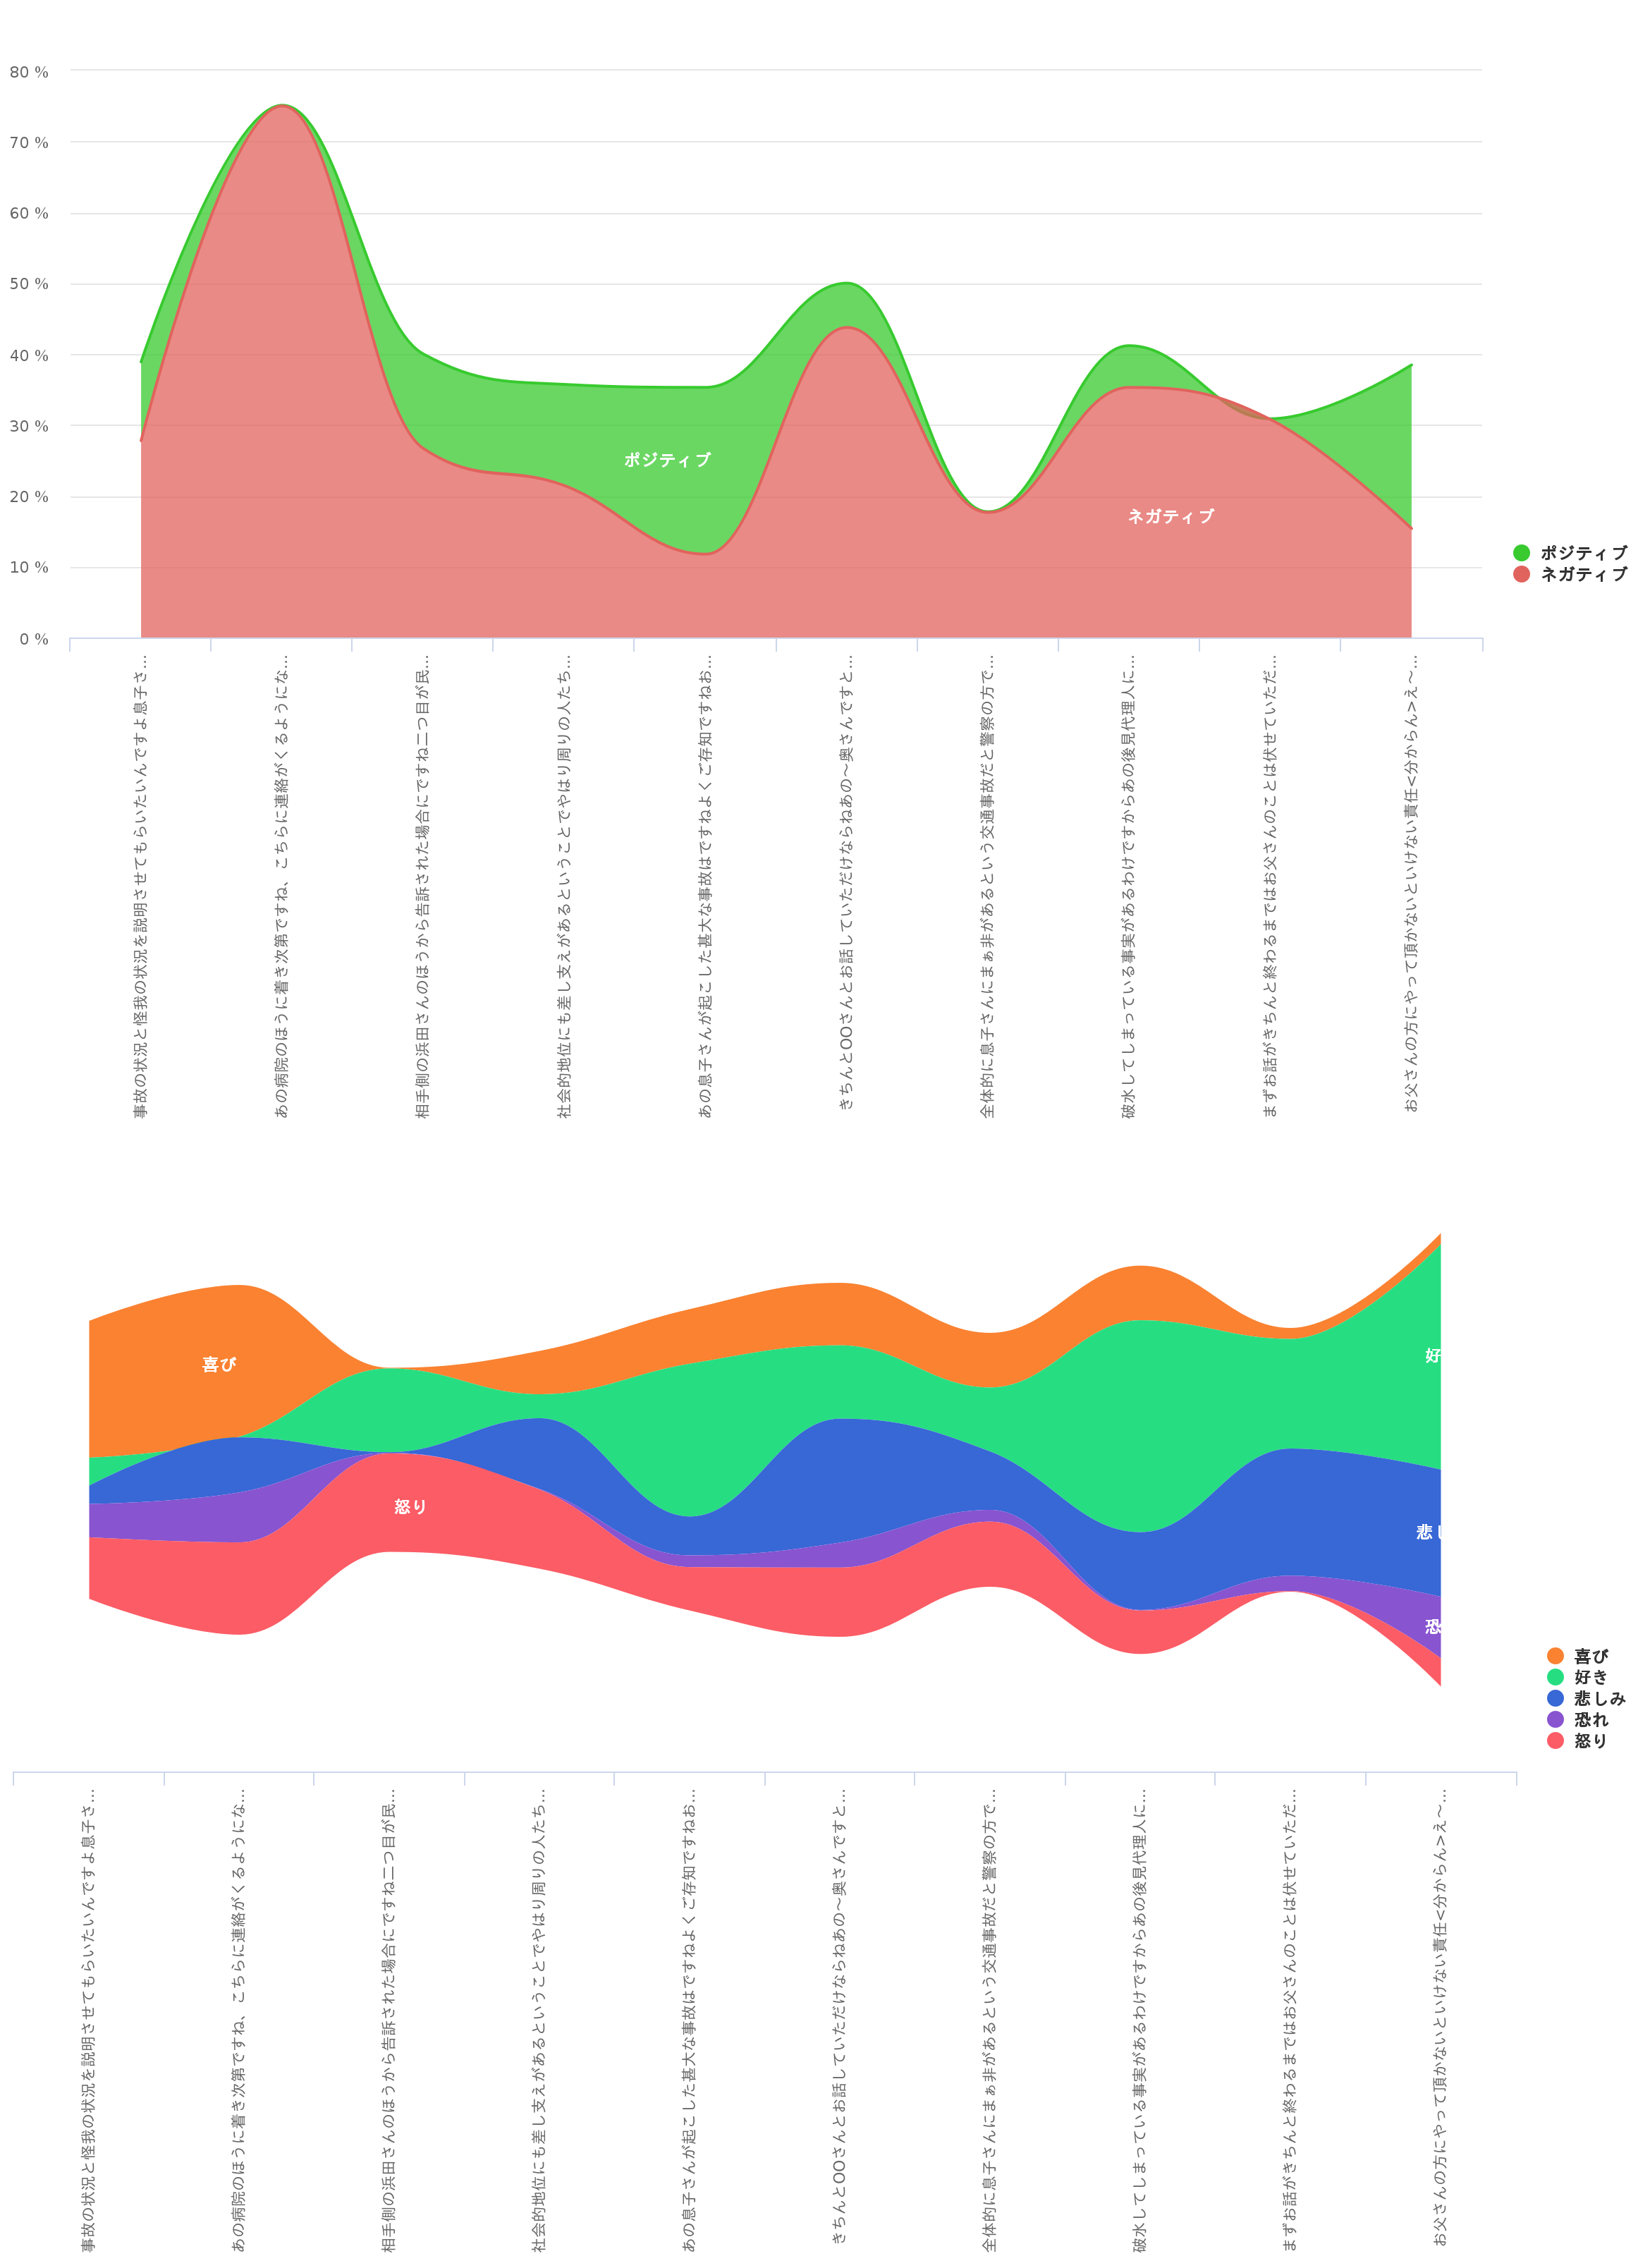 80 %
70 %
60 %
50 %
40 %
30 %
20 %
10 %
0 %
ポジティブ
ネガティブ
ポジティブ
ネガティブ
事故の状況と怪我の状況を説明させてもらいたいんですよ息子さ…
あの病院のほうに着き次第ですね、こちらに連絡がくるようにな…
相手側の浜田さんのほうから告訴された場合にですね二つ目が民…
社会的地位にも差し支えがあるということでやはり周りの人たち…
あの息子さんが起こした甚大な事故はですねよくご存知ですねお…
きちんとOOさんとお話していただけならねあの〜奥さんですと…
全体的に息子さんにまぁ非があるという交通事故だと警察の方で…
破水してしまっている事実があるわけですからあの後見代理人に…
まずお話がきちんと終わるまではお父さんのことは伏せていただ…
お父さんの方にやって頂かないといけない責任<分からん>え〜…
喜び
怒り
好
悲し
恐
喜び
好き
悲しみ
恐れ
怒り
事故の状況と怪我の状況を説明させてもらいたいんですよ息子さ…
あの病院のほうに着き次第ですね、こちらに連絡がくるようにな…
相手側の浜田さんのほうから告訴された場合にですね二つ目が民…
社会的地位にも差し支えがあるということでやはり周りの人たち…
あの息子さんが起こした甚大な事故はですねよくご存知ですねお…
きちんとOOさんとお話していただけならねあの〜奥さんですと…
全体的に息子さんにまぁ非があるという交通事故だと警察の方で…
破水してしまっている事実があるわけですからあの後見代理人に…
まずお話がきちんと終わるまではお父さんのことは伏せていただ…
お父さんの方にやって頂かないといけない責任<分からん>え〜…